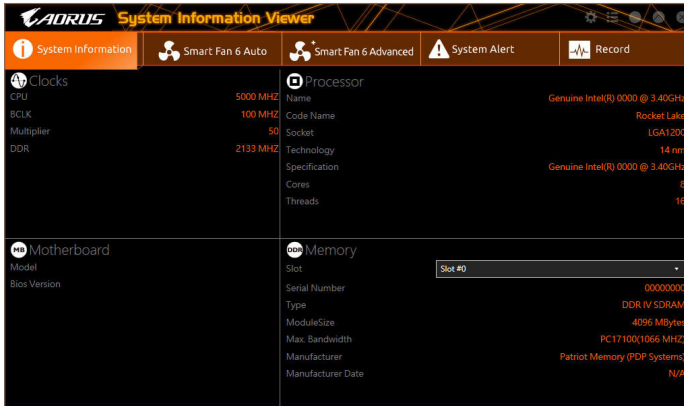 AORUS System Information Viewer
System Information
Smart Fan 6 Auto
Smart Fan 6 Advanced
System Alert
Record
Clocks
CPU 5000 MHZ
BCLK 100 MHZ
Multiplier 50
DDR 2133 MHZ
Processor
Name Genuine Intel(R) 0000 @ 3.40GHz
Code Name Rocket Lake
Socket LGA1200
Technology 14 nm
Specification Genuine Intel(R) 0000 @ 3.40GHz
Cores 8
Threads 16
MB Motherboard
Model
Bios Version
DDR Memory
Slot Slot #0
Serial Number 00000000
Type DDR IV SDRAM
ModuleSize 4096 MBytes
Max. Bandwidth PC17100(1066 MHZ)
Manufacturer Patriot Memory (PDP Systems)
Manufacturer Date N/A